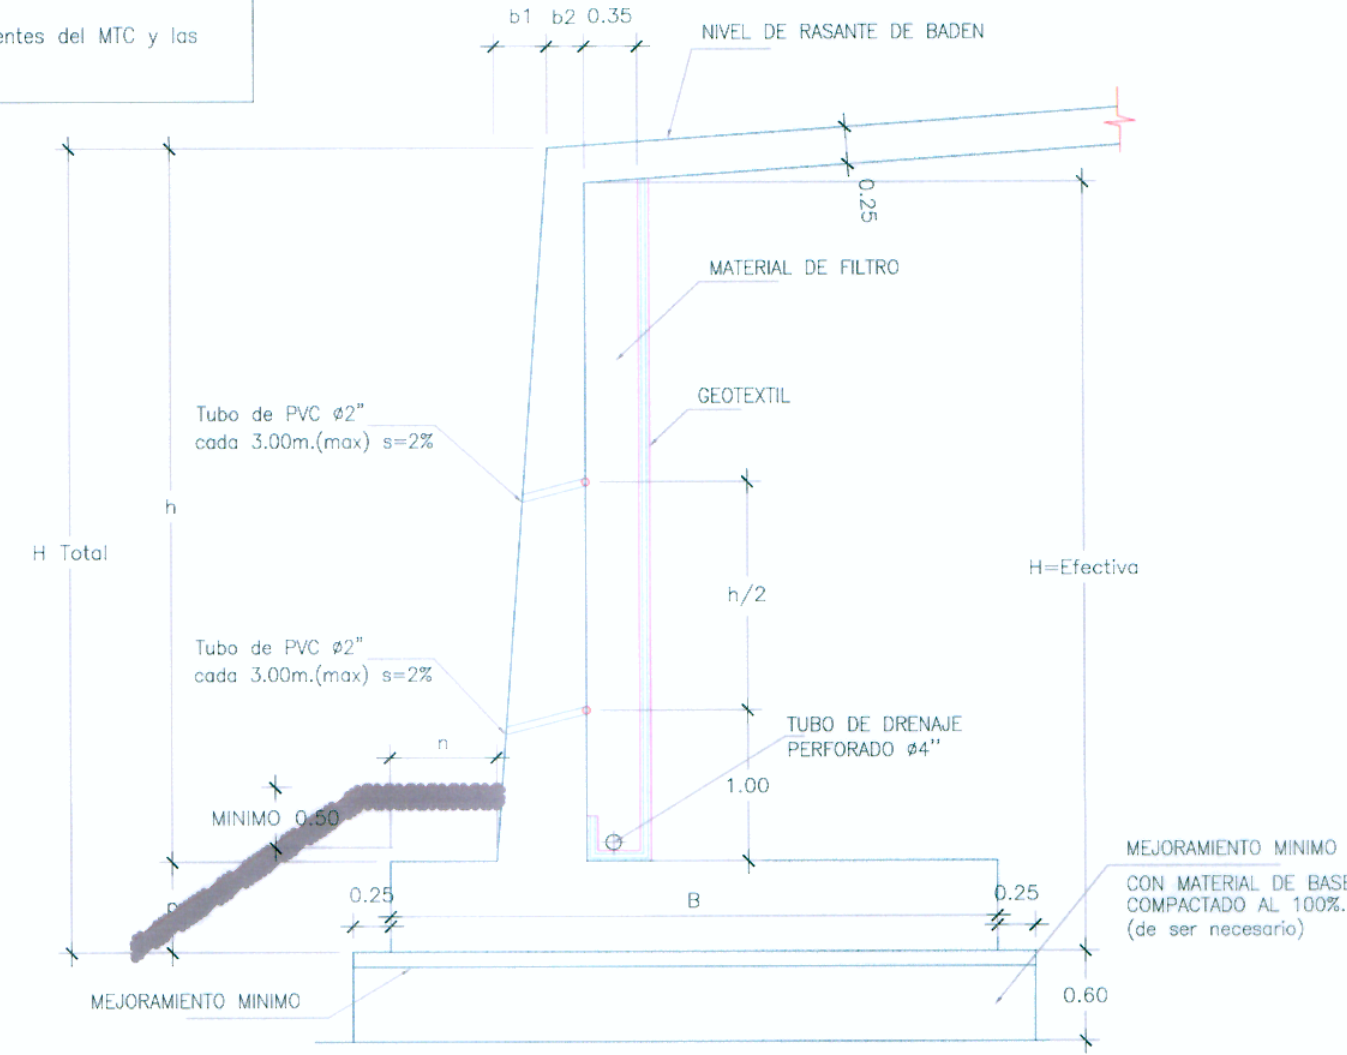 entes del MTC y las
b1 b2 0.35
NIVEL DE RASANTE DE BADEN
0.25
MATERIAL DE FILTRO
GEOTEXTIL
Tubo de PVC ø2"
cada 3.00m.(max) s=2%
h
H Total
h/2
H=Efectiva
Tubo de PVC ø2"
cada 3.00m.(max) s=2%
n
TUBO DE DRENAJE
PERFORADO ø4"
1.00
MINIMO 0.50
MEJORAMIENTO MINIMO
CON MATERIAL DE BASE
COMPACTADO AL 100%.
(de ser necesario)
0.25
B
0.25
MEJORAMIENTO MINIMO
0.60